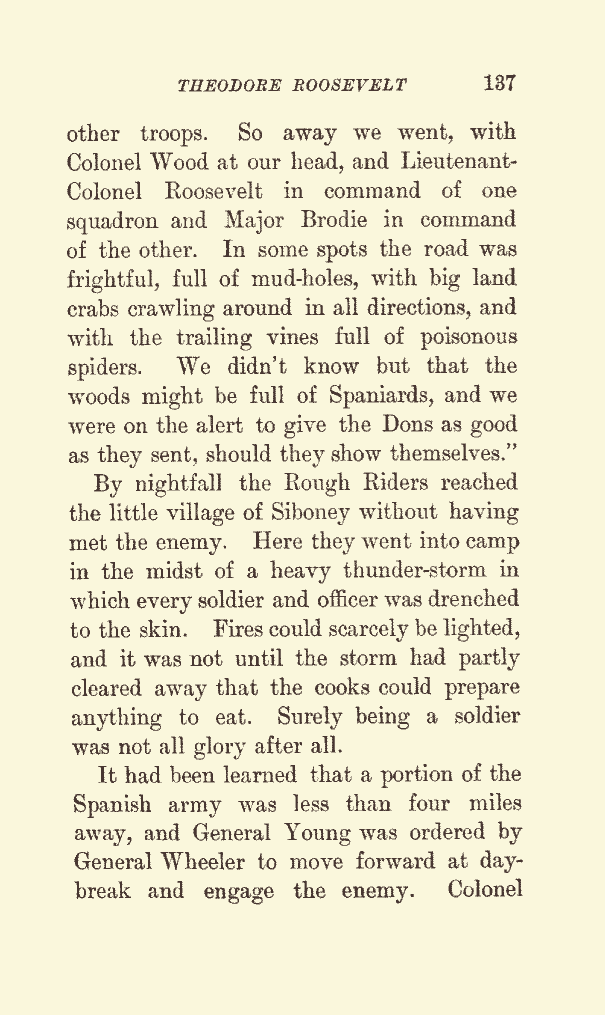 THEODORE ROOSEVELT 137
other troops. So away we went, with
Colonel Wood at our head, and Lieutenant-
Colonel Roosevelt in command of one
squadron and Major Brodie in command
of the other. In some spots the road was
frightful, full of mud-holes, with big land
crabs crawling around in all directions, and
with the trailing vines full of poisonous
spiders. We didn't know but that the
woods might be full of Spaniards, and we
were on the alert to give the Dons as good
as they sent, should they show themselves."
By nightfall the Rough Riders reached
the little village of Siboney without having
met the enemy. Here they went into camp
in the midst of a heavy thunder-storm in
which every soldier and officer was drenched
to the skin. Fires could scarcely be lighted,
and it was not until the storm had partly
cleared away that the cooks could prepare
anything to eat. Surely being a soldier
was not all glory after all.
It had been learned that a portion of the
Spanish army was less than four miles
away, and General Young was ordered by
General Wheeler to move forward at day-
break and engage the enemy. Colonel